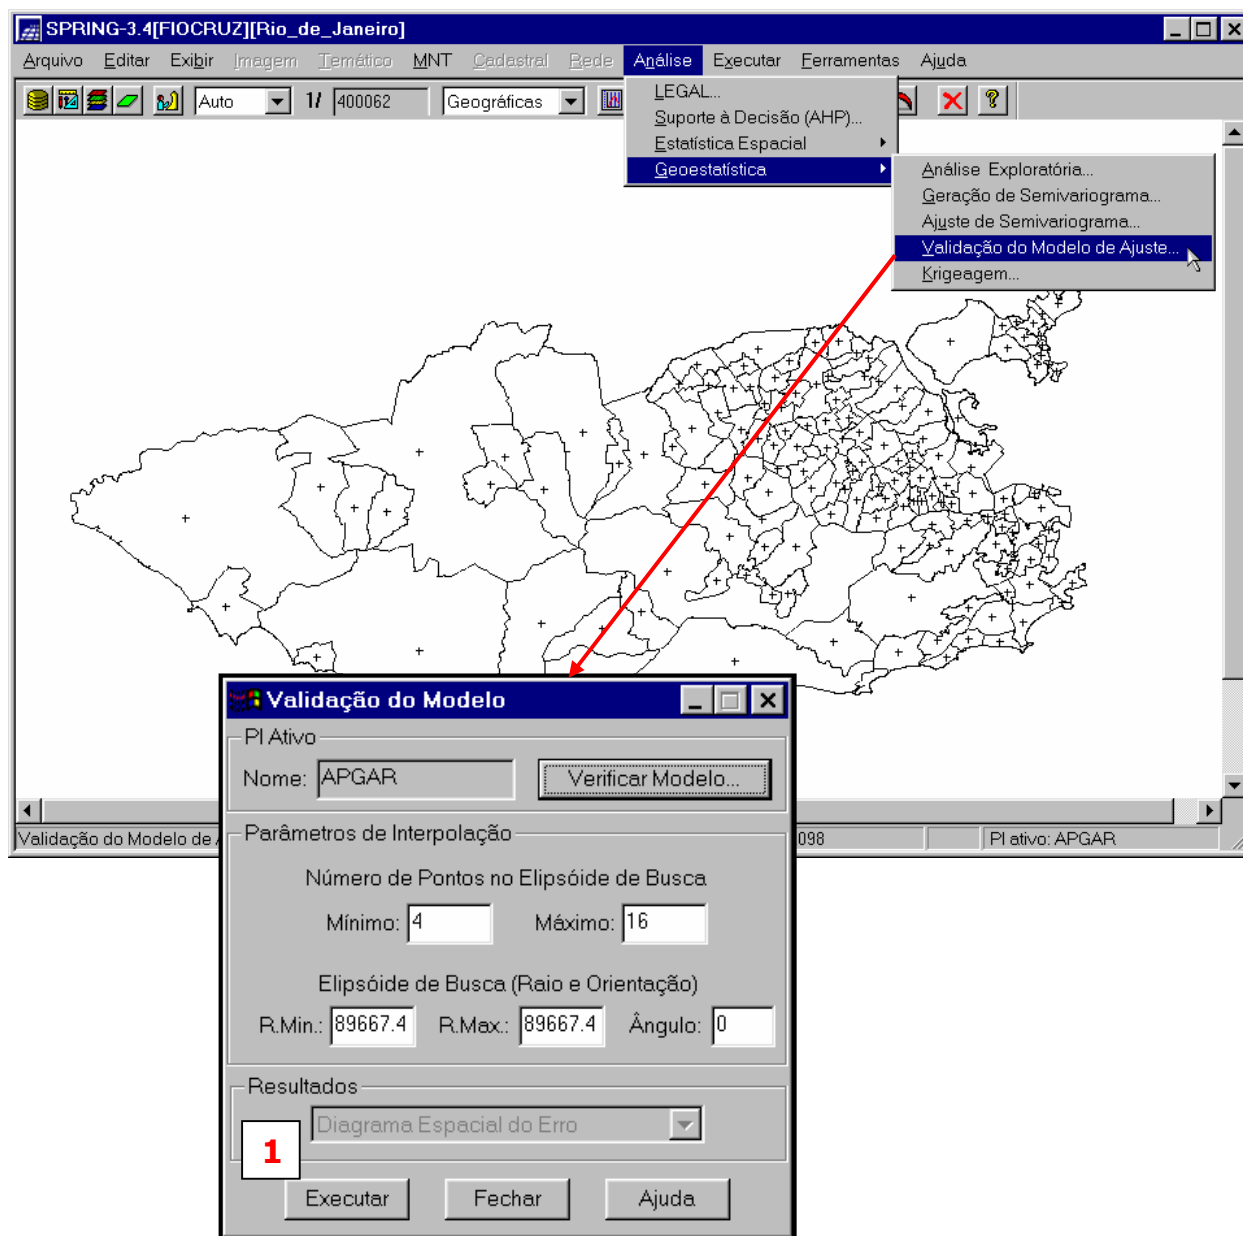 SPRING-3.4[FIOCRUZ][Rio_de_Janeiro]
Arquivo Editar Exibir Imagem Temático MNT Cadastral Rede Análise Executar Ferramentas Ajuda
Auto 1/ 400062 Geográficas
LEGAL...
Suporte à Decisão (AHP)...
Estatística Espacial
Geoestatística
Análise Exploratória...
Geração de Semivariograma...
Ajuste de Semivariograma...
Validação do Modelo de Ajuste...
Krigeagem...
Validação do Modelo
PI Ativo
Nome: APGAR Verificar Modelo...
Parâmetros de Interpolação
Número de Pontos no Elipsóide de Busca
Mínimo: 4 Máximo: 16
Elipsóide de Busca (Raio e Orientação)
R.Min.: 89667.4 R.Max.: 89667.4 Ângulo: 0
Resultados
Diagrama Espacial do Erro
1
Executar Fechar Ajuda
Validação do Modelo de 098 PI ativo: APGAR